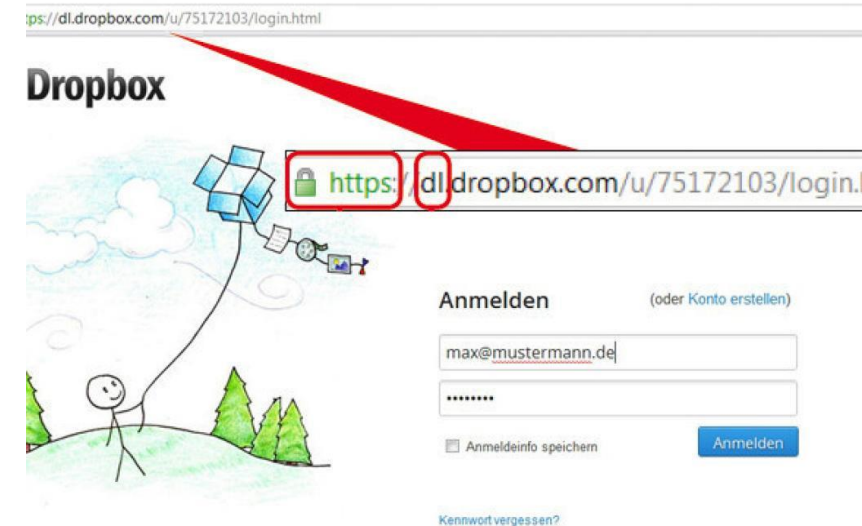 ps://dl.dropbox.com/u/75172103/login.html
Dropbox
https://dl.dropbox.com/u/75172103/login.
Anmelden (oder Konto erstellen)
max@mustermann.de
••••••••
Anmeldeinfo speichern Anmelden
Kennwort vergessen?